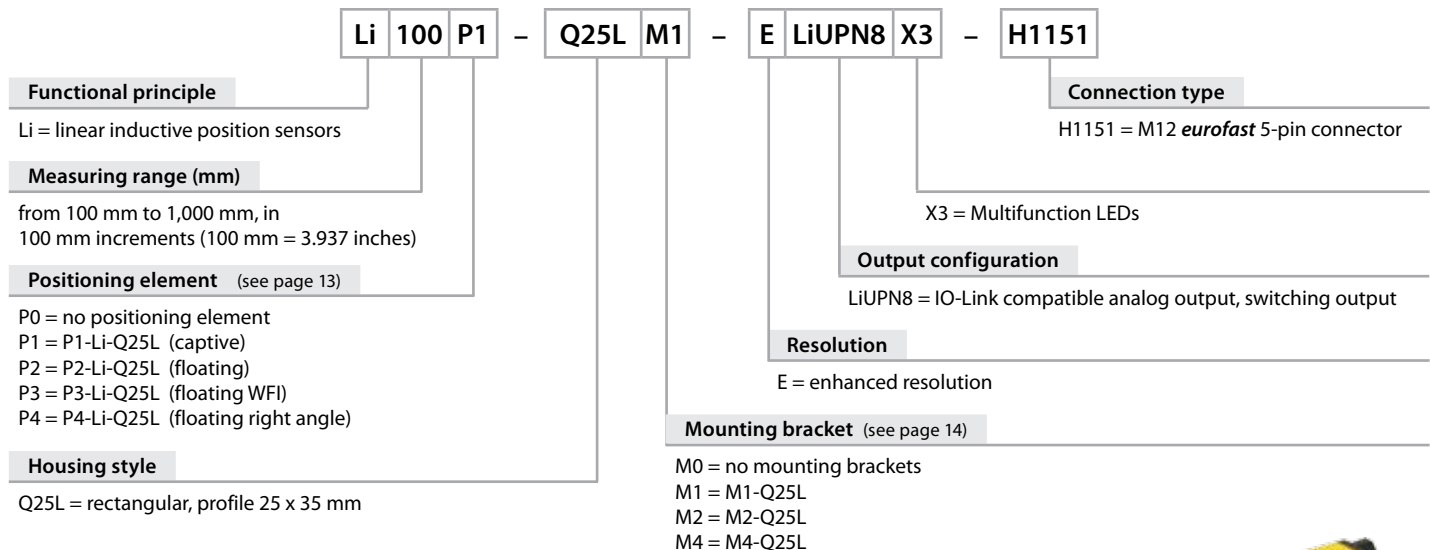 Li 100 P1 – Q25L M1 – E LiUPN8 X3 – H1151
Functional principle
Li = linear inductive position sensors
Measuring range (mm)
from 100 mm to 1,000 mm, in
100 mm increments (100 mm = 3.937 inches)
Positioning element (see page 13)
P0 = no positioning element
P1 = P1-Li-Q25L (captive)
P2 = P2-Li-Q25L (floating)
P3 = P3-Li-Q25L (floating WFI)
P4 = P4-Li-Q25L (floating right angle)
Housing style
Q25L = rectangular, profile 25 x 35 mm
Connection type
H1151 = M12 eurofast 5-pin connector
X3 = Multifunction LEDs
Output configuration
LiUPN8 = IO-Link compatible analog output, switching output
Resolution
E = enhanced resolution
Mounting bracket (see page 14)
M0 = no mounting brackets
M1 = M1-Q25L
M2 = M2-Q25L
M4 = M4-Q25L